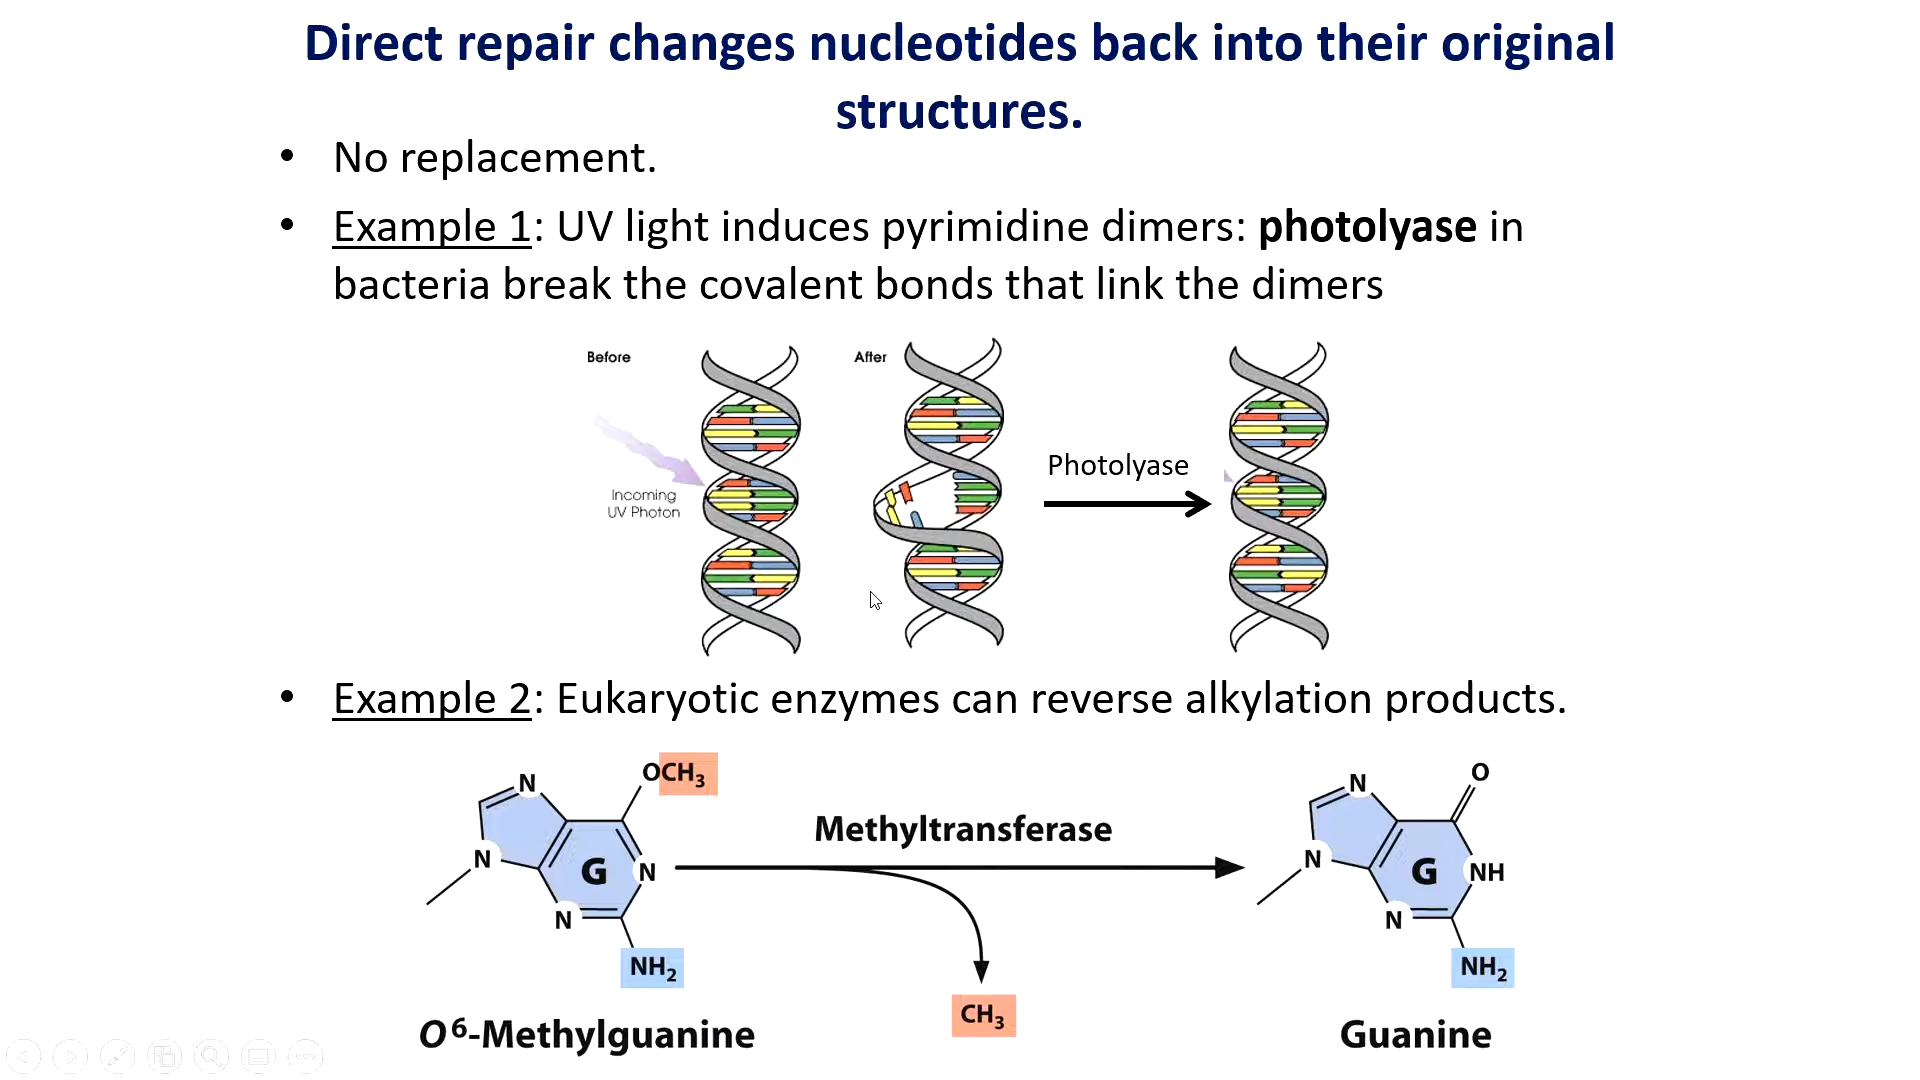 Direct repair changes nucleotides back into their original
structures.
• No replacement.
• Example 1: UV light induces pyrimidine dimers: photolyase in
bacteria break the covalent bonds that link the dimers
Before
After
Incoming
UV Photon
Photolyase
• Example 2: Eukaryotic enzymes can reverse alkylation products.
OCH₃
N
N
G
N
N
NH₂
O⁶-Methylguanine
Methyltransferase
CH₃
O
N
N
G
NH
N
NH₂
Guanine